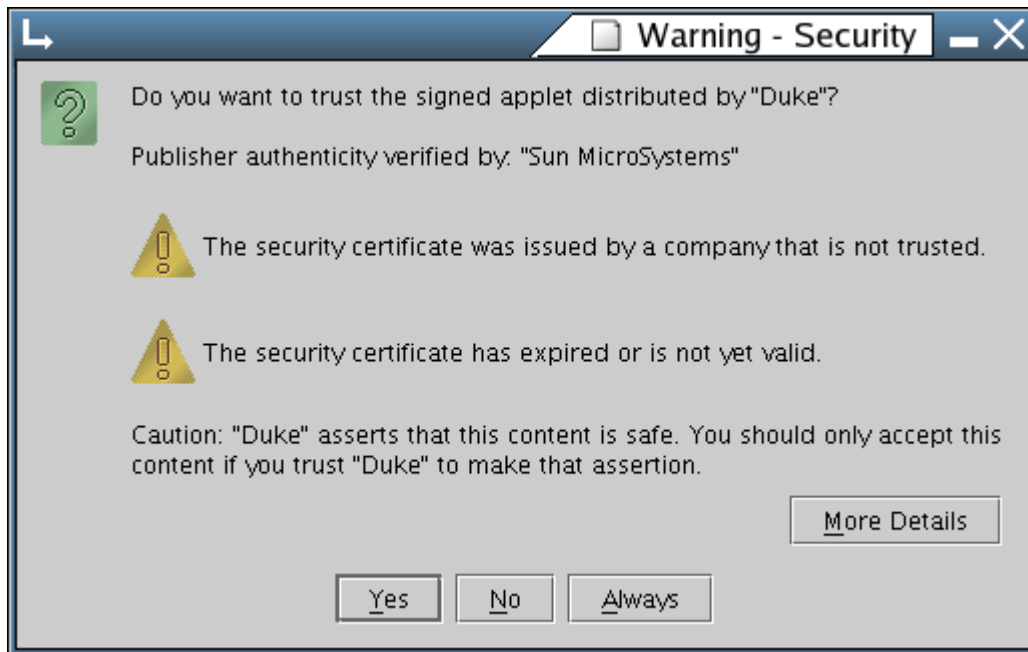 Warning - Security
Do you want to trust the signed applet distributed by "Duke"?
Publisher authenticity verified by: "Sun MicroSystems"
The security certificate was issued by a company that is not trusted.
The security certificate has expired or is not yet valid.
Caution: "Duke" asserts that this content is safe. You should only accept this
content if you trust "Duke" to make that assertion.
More Details
Yes No Always